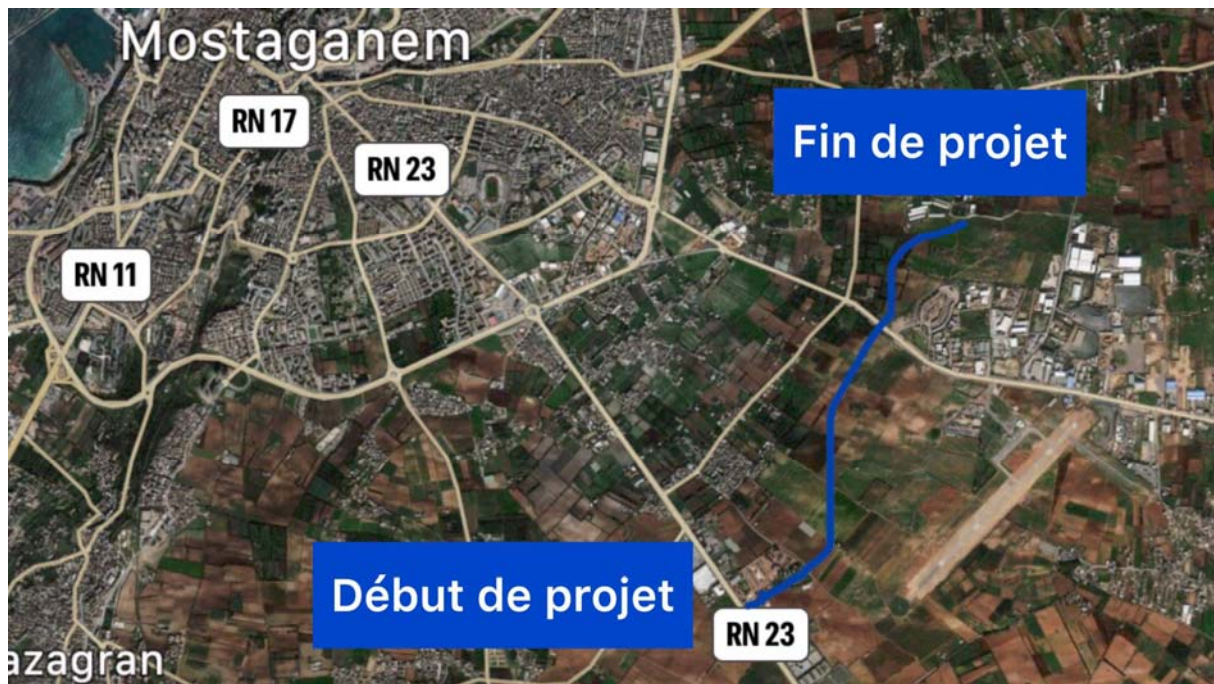 Mostaganem
RN 17
RN 23
RN 11
Fin de projet
Début de projet
RN 23
azagran